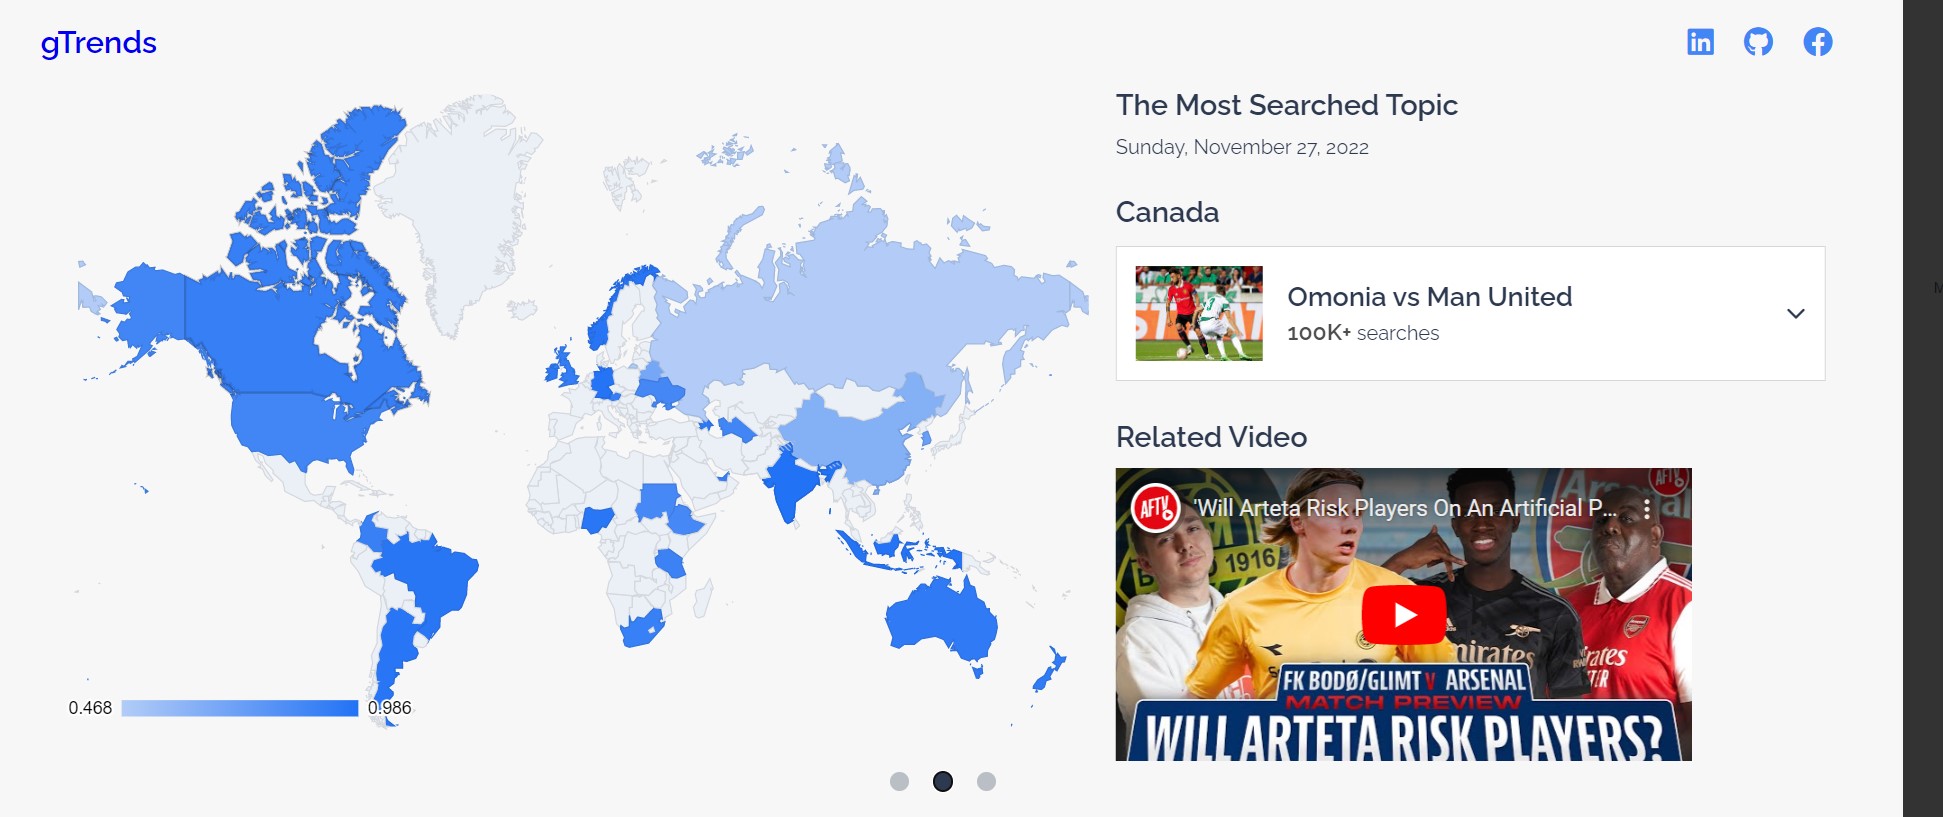 gTrends
The Most Searched Topic
Sunday, November 27, 2022
Canada
Omonia vs Man United
100K+ searches
Related Video
AFTV
'Will Arteta Risk Players On An Artificial P...
1916
Arsenal
FK BODØ/GLIMT V ARSENAL
MATCH PREVIEW
WILL ARTETA RISK PLAYERS?
0.468
0.986